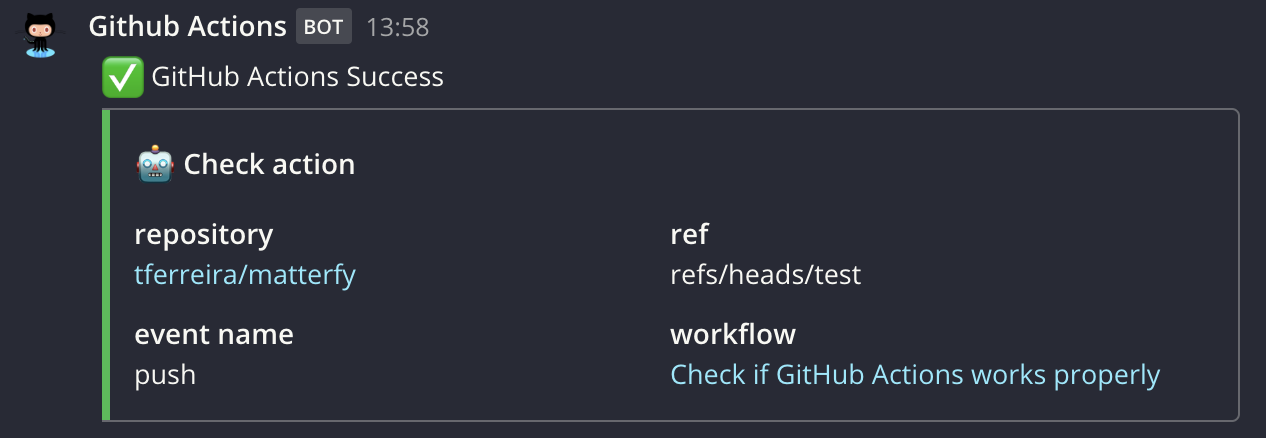 Github Actions BOT 13:58
✅ GitHub Actions Success
🤖 Check action
repository
tferreira/matterfy
ref
refs/heads/test
event name
push
workflow
Check if GitHub Actions works properly